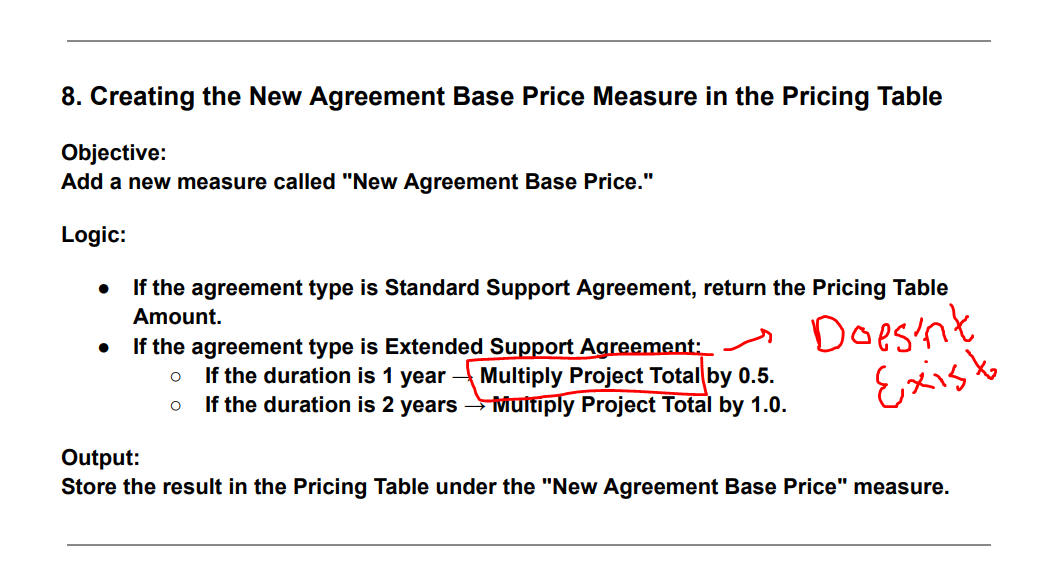 8. Creating the New Agreement Base Price Measure in the Pricing Table
Objective:
Add a new measure called "New Agreement Base Price."
Logic:
● If the agreement type is Standard Support Agreement, return the Pricing Table
Amount.
● If the agreement type is Extended Support Agreement:
○ If the duration is 1 year → Multiply Project Total by 0.5.
○ If the duration is 2 years → Multiply Project Total by 1.0.
Does'nt
Exist
Output:
Store the result in the Pricing Table under the "New Agreement Base Price" measure.